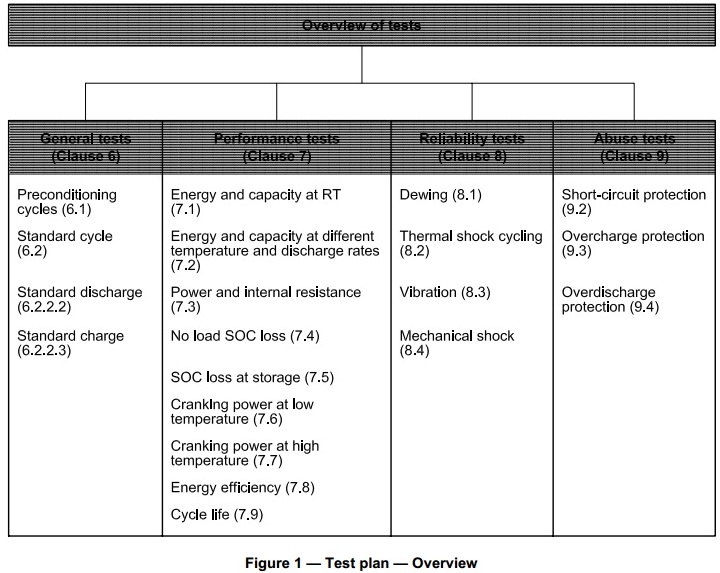 Overview of tests
General tests
(Clause 6)
Preconditioning
cycles (6.1)
Standard cycle
(6.2)
Standard discharge
(6.2.2.2)
Standard charge
(6.2.2.3)
Performance tests
(Clause 7)
Energy and capacity at RT
(7.1)
Energy and capacity at different
temperature and discharge rates
(7.2)
Power and internal resistance
(7.3)
No load SOC loss (7.4)
SOC loss at storage (7.5)
Cranking power at low
temperature (7.6)
Cranking power at high
temperature (7.7)
Energy efficiency (7.8)
Cycle life (7.9)
Reliability tests
(Clause 8)
Dewing (8.1)
Thermal shock cycling
(8.2)
Vibration (8.3)
Mechanical shock
(8.4)
Abuse tests
(Clause 9)
Short-circuit protection
(9.2)
Overcharge protection
(9.3)
Overdischarge
protection (9.4)
Figure 1 — Test plan — Overview